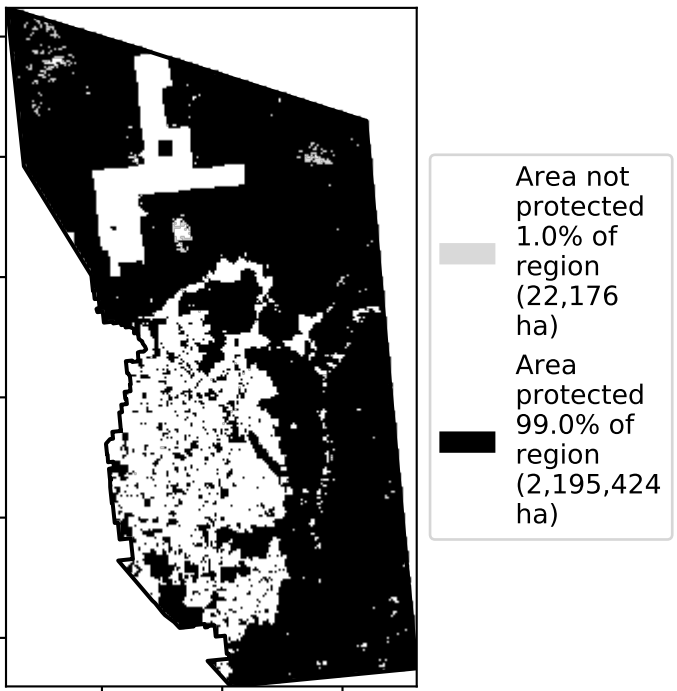 Area not
protected
1.0% of
region
(22,176
ha)
Area
protected
99.0% of
region
(2,195,424
ha)